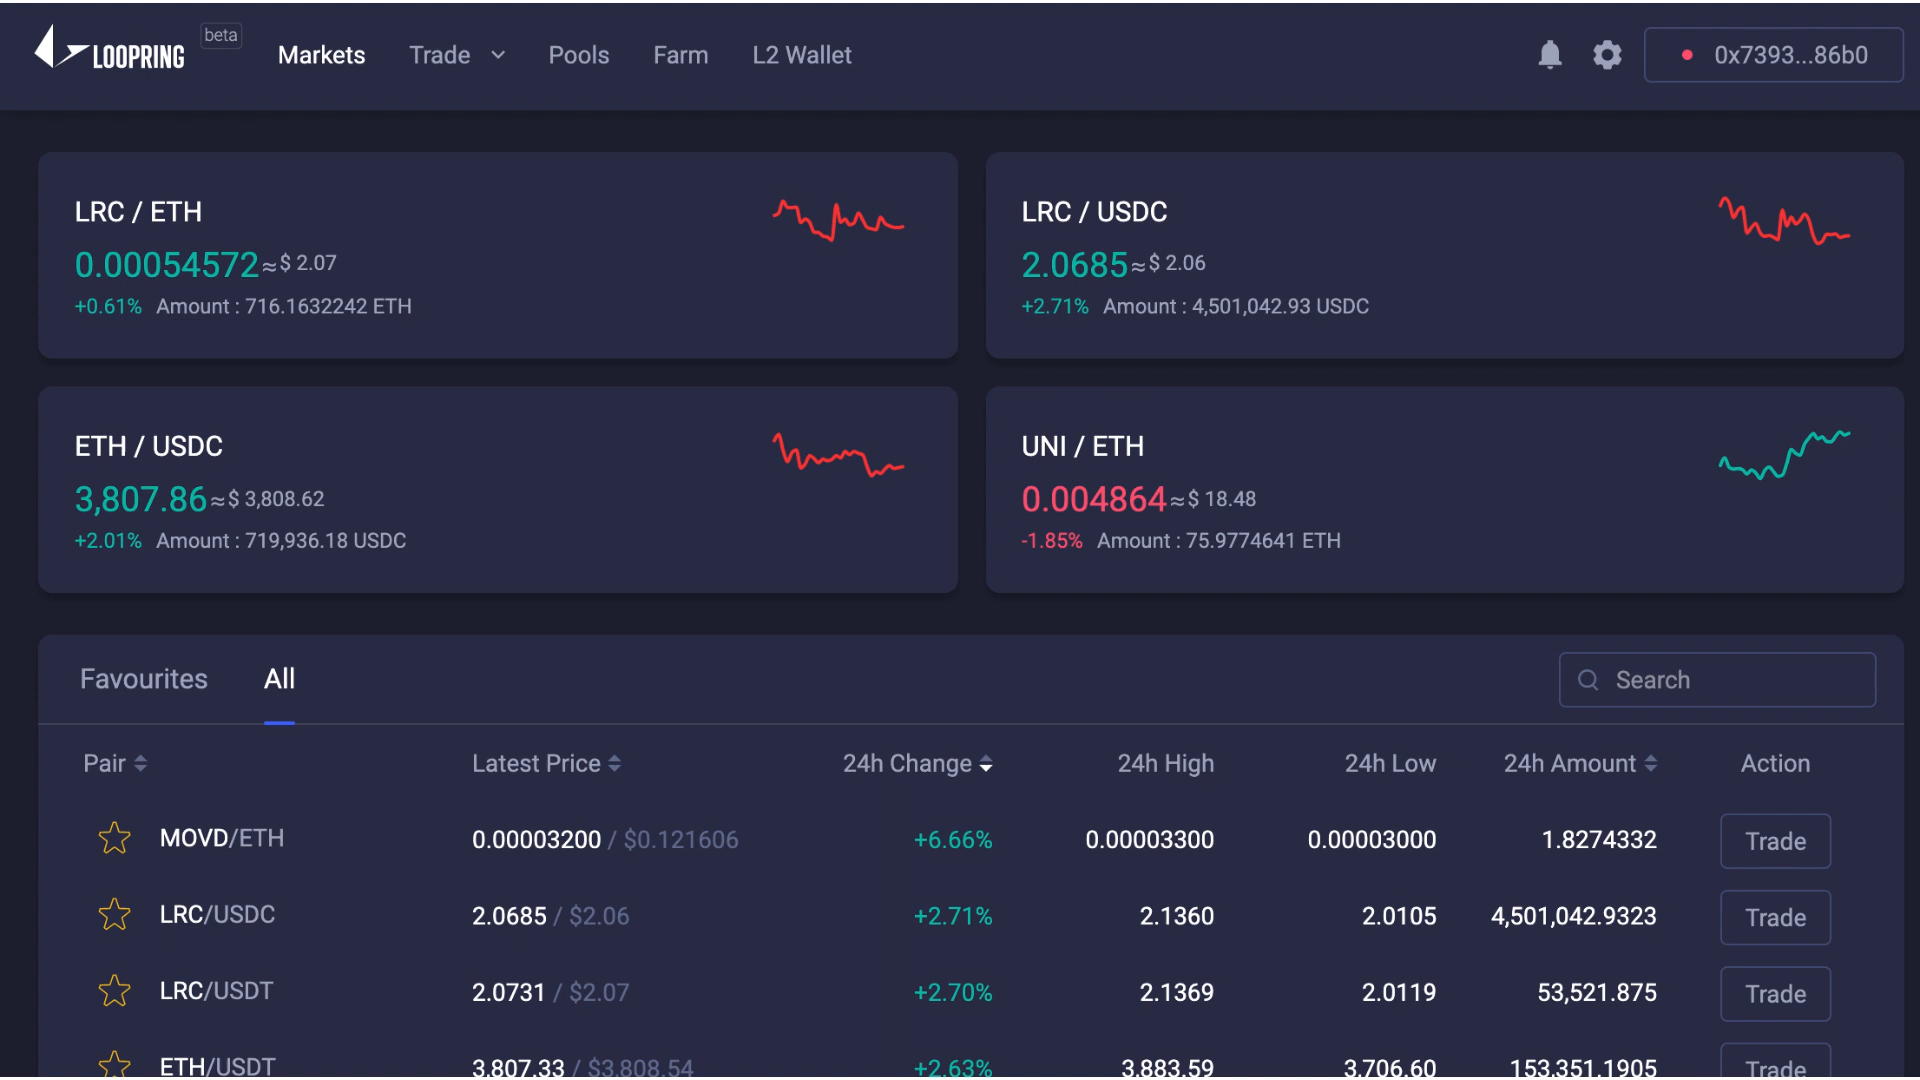 LOOPRING beta Markets Trade Pools Farm L2 Wallet 0x7393...86b0
LRC / ETH
0.00054572≈$ 2.07
+0.61% Amount : 716.1632242 ETH
LRC / USDC
2.0685≈$ 2.06
+2.71% Amount : 4,501,042.93 USDC
ETH / USDC
3,807.86≈$ 3,808.62
+2.01% Amount : 719,936.18 USDC
UNI / ETH
0.004864≈$ 18.48
-1.85% Amount : 75.9774641 ETH
Favourites All Search
Pair Latest Price 24h Change 24h High 24h Low 24h Amount Action
MOVD/ETH 0.00003200 / $0.121606 +6.66% 0.00003300 0.00003000 1.8274332 Trade
LRC/USDC 2.0685 / $2.06 +2.71% 2.1360 2.0105 4,501,042.9323 Trade
LRC/USDT 2.0731 / $2.07 +2.70% 2.1369 2.0119 53,521.875 Trade
ETH/USDT 3,807.33 / $3,808.54 +2.63% 3,883.59 3,706.60 153,351.1905 Trade